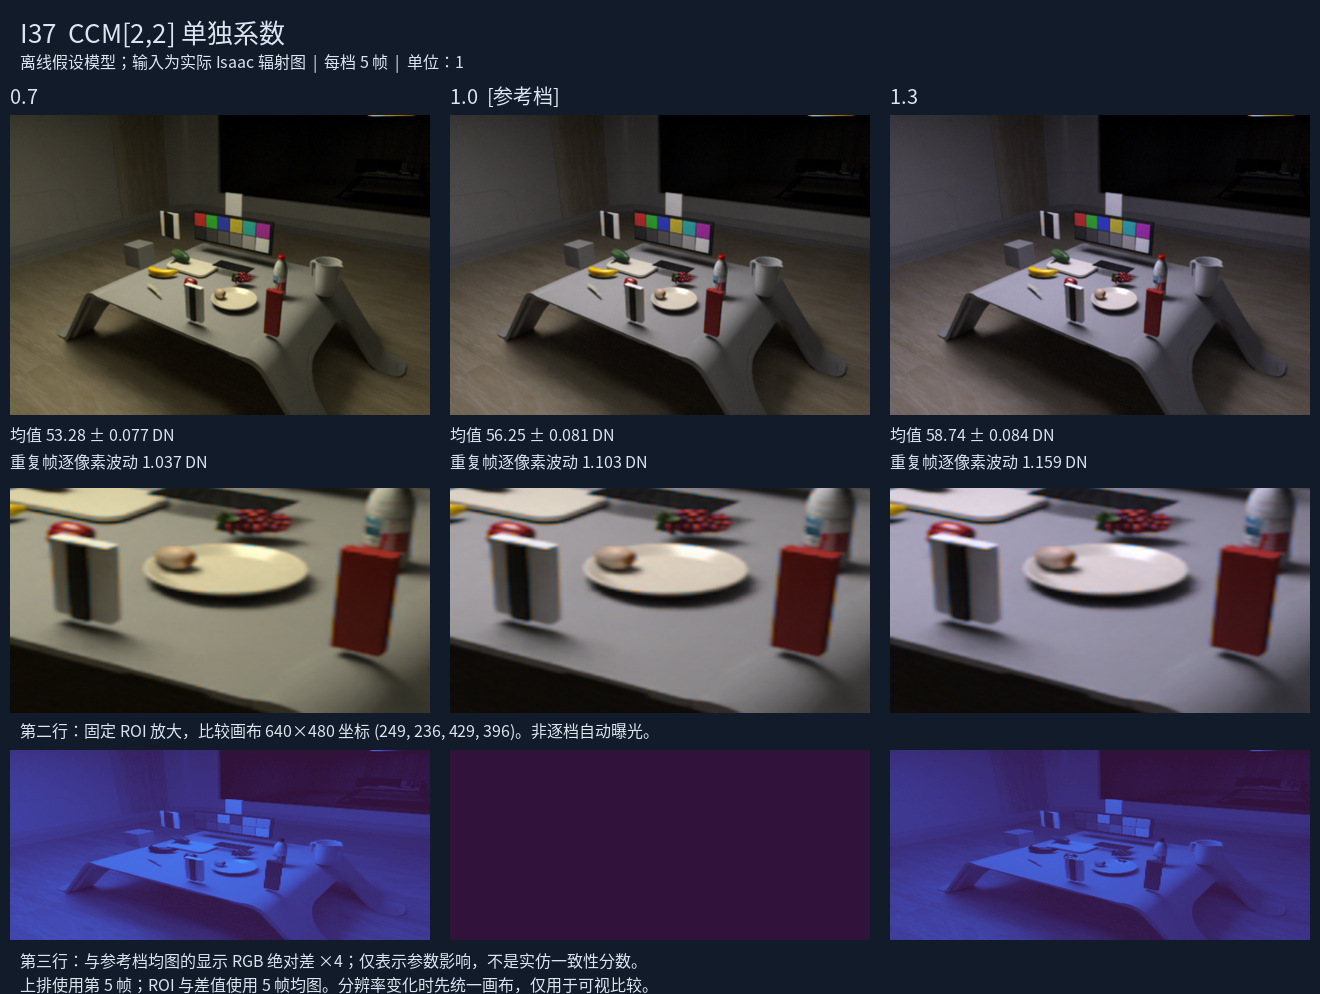 I37  CCM[2,2] 单独系数
离线假设模型；输入为实际 Isaac 辐射图 | 每档 5 帧 | 单位：1
0.7
1.0  [参考档]
1.3
均值 53.28 ± 0.077 DN
重复帧逐像素波动 1.037 DN
均值 56.25 ± 0.081 DN
重复帧逐像素波动 1.103 DN
均值 58.74 ± 0.084 DN
重复帧逐像素波动 1.159 DN
第二行：固定 ROI 放大，比较画布 640×480 坐标 (249, 236, 429, 396)。非逐档自动曝光。
第三行：与参考档均图的显示 RGB 绝对差 ×4；仅表示参数影响，不是实仿一致性分数。
上排使用第 5 帧；ROI 与差值使用 5 帧均图。分辨率变化时先统一画布，仅用于可视比较。